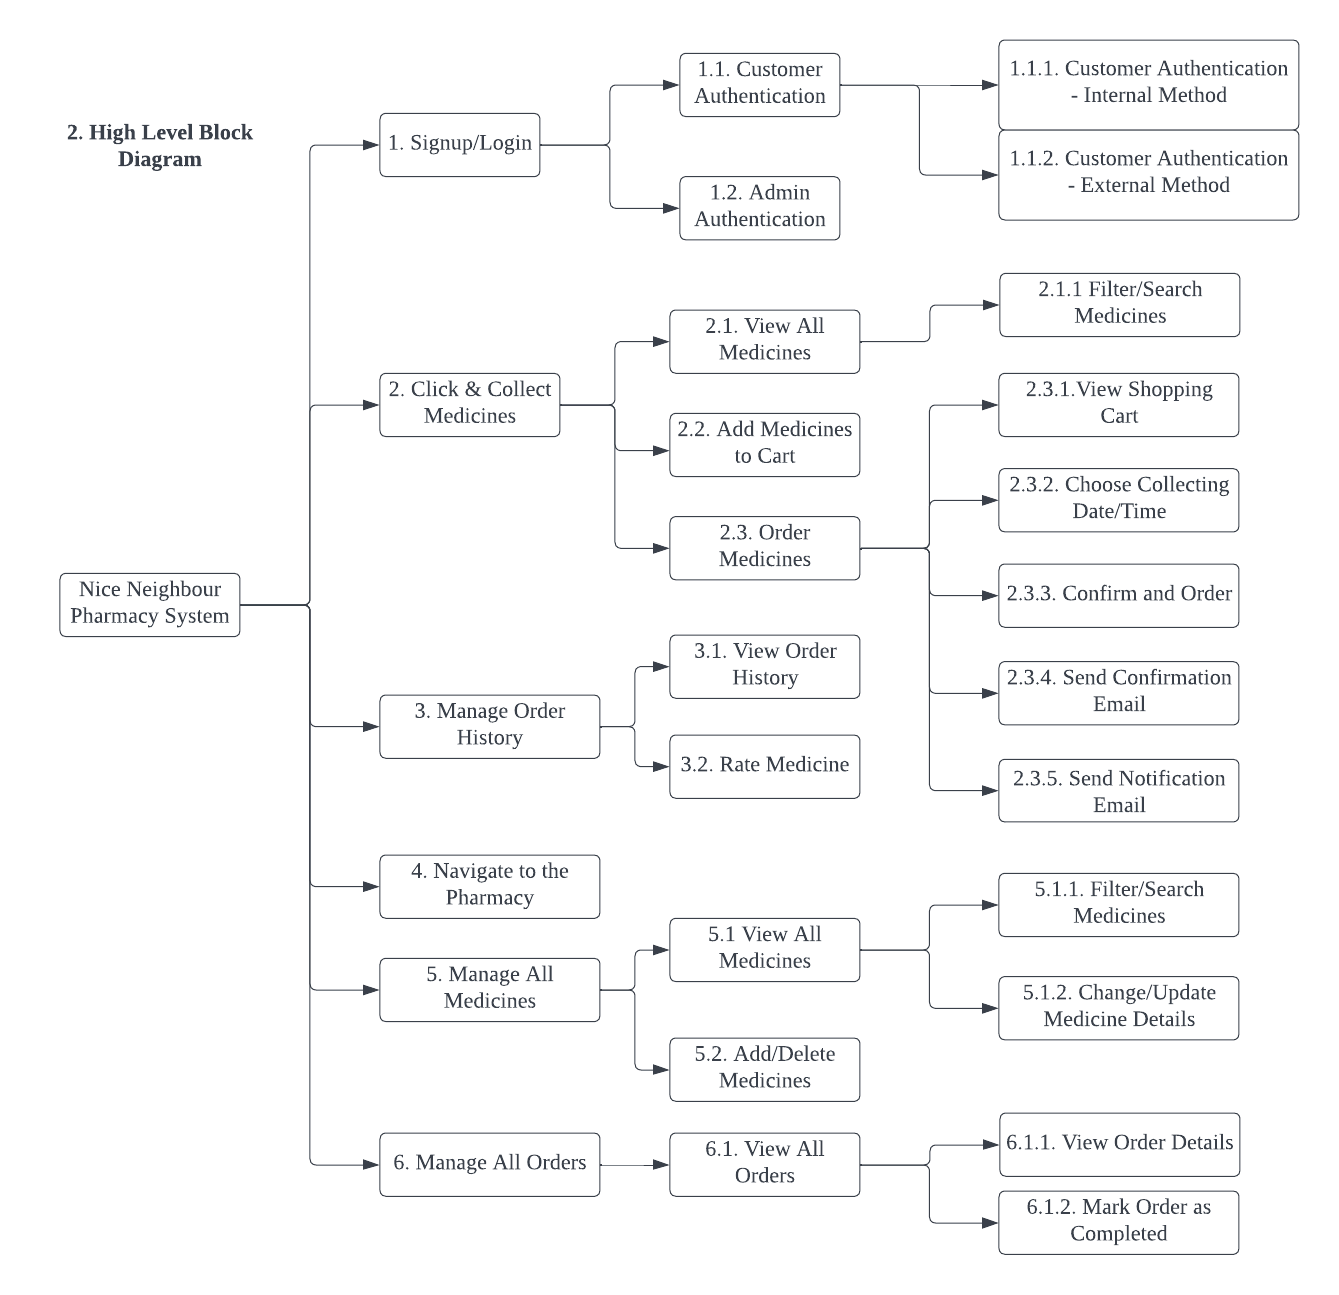 2. High Level Block
Diagram
Nice Neighbour
Pharmacy System
1. Signup/Login
1.1. Customer
Authentication
1.1.1. Customer Authentication
- Internal Method
1.1.2. Customer Authentication
- External Method
1.2. Admin
Authentication
2. Click & Collect
Medicines
2.1. View All
Medicines
2.1.1 Filter/Search
Medicines
2.2. Add Medicines
to Cart
2.3. Order
Medicines
2.3.1.View Shopping
Cart
2.3.2. Choose Collecting
Date/Time
2.3.3. Confirm and Order
2.3.4. Send Confirmation
Email
2.3.5. Send Notification
Email
3. Manage Order
History
3.1. View Order
History
3.2. Rate Medicine
4. Navigate to the
Pharmacy
5. Manage All
Medicines
5.1 View All
Medicines
5.1.1. Filter/Search
Medicines
5.1.2. Change/Update
Medicine Details
5.2. Add/Delete
Medicines
6. Manage All Orders
6.1. View All
Orders
6.1.1. View Order Details
6.1.2. Mark Order as
Completed